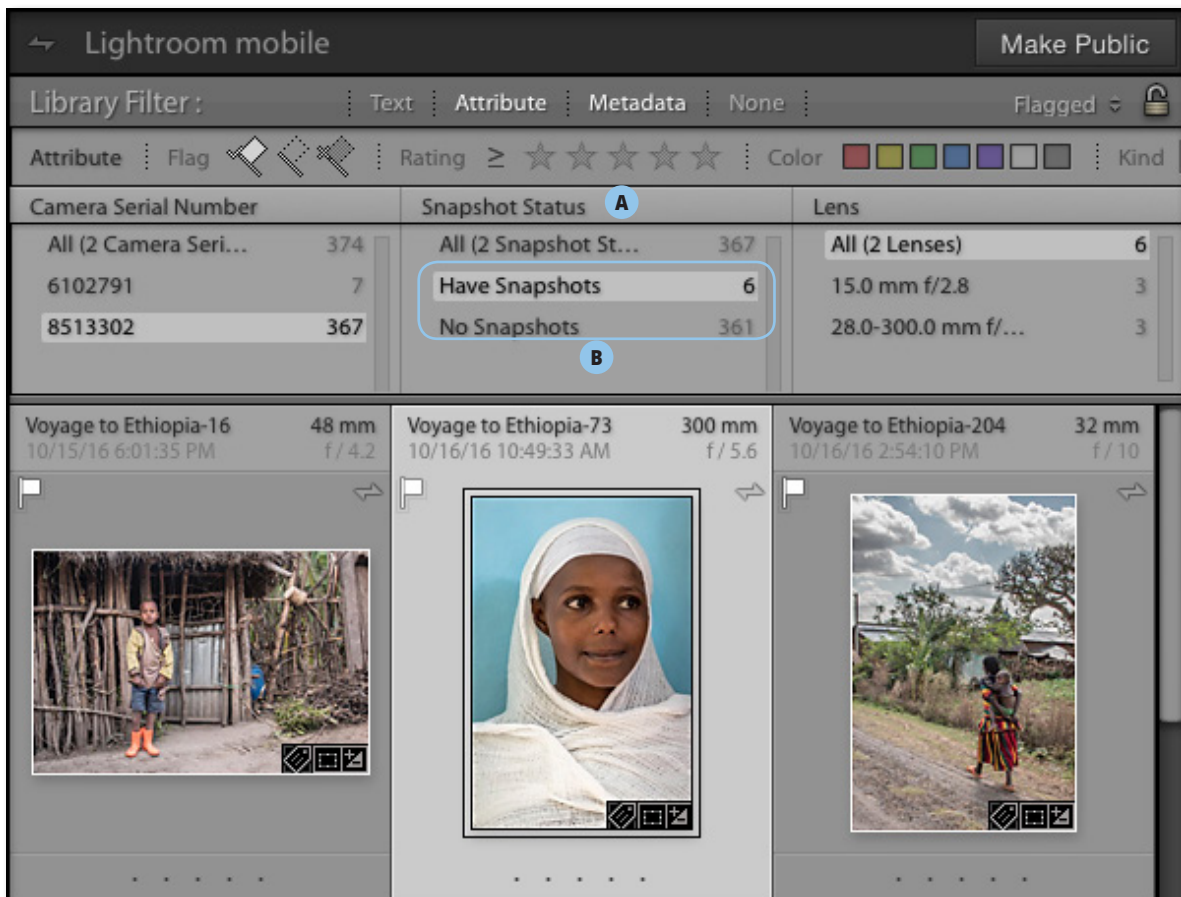 Lightroom mobile Make Public
Library Filter : Text Attribute Metadata None Flagged
Attribute Flag Rating ≥ Color Kind
Camera Serial Number Snapshot Status A Lens
All (2 Camera Seri... 374 All (2 Snapshot St... 367 All (2 Lenses) 6
6102791 7 Have Snapshots 6 15.0 mm f/2.8 3
8513302 367 No Snapshots 361 28.0-300.0 mm f/... 3
B
Voyage to Ethiopia-16 48 mm Voyage to Ethiopia-73 300 mm Voyage to Ethiopia-204 32 mm
10/15/16 6:01:35 PM f / 4.2 10/16/16 10:49:33 AM f / 5.6 10/16/16 2:54:10 PM f / 10